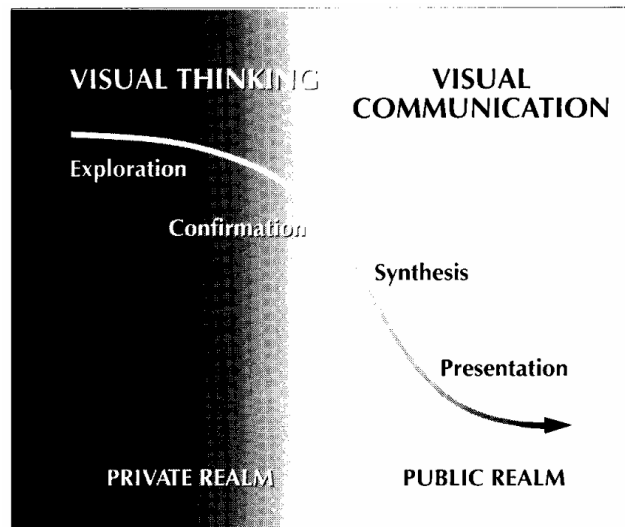 VISUAL THINKING
VISUAL
COMMUNICATION
Exploration
Confirmation
Synthesis
Presentation
PRIVATE REALM
PUBLIC REALM